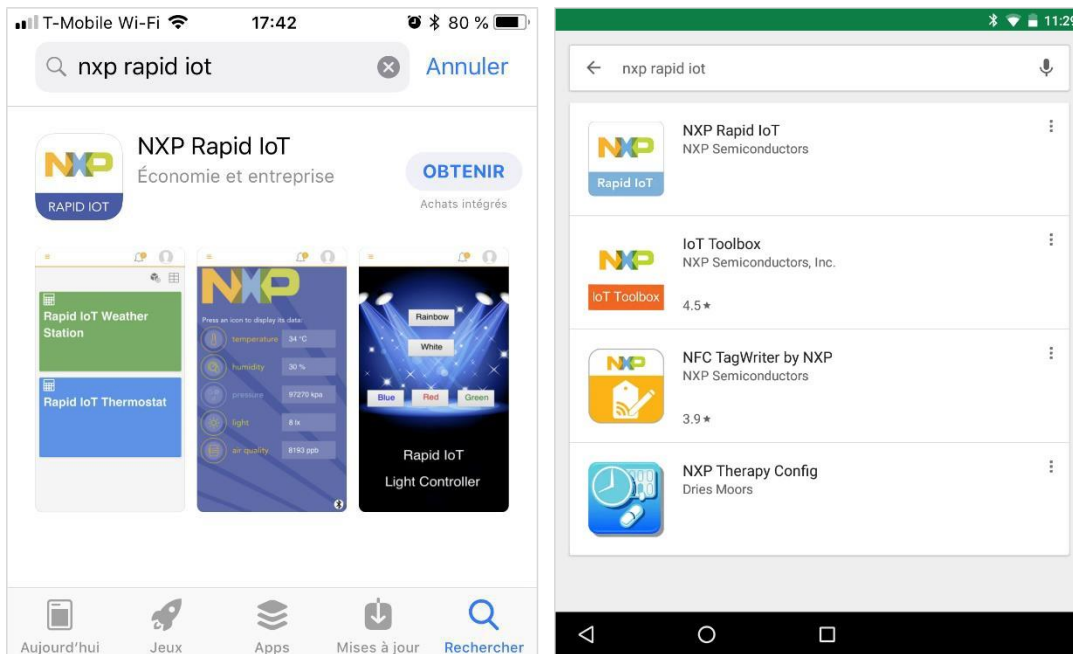 T-Mobile Wi-Fi 17:42 80 %
nxp rapid iot Annuler
NXP
RAPID IOT
NXP Rapid IoT
Économie et entreprise
OBTENIR
Achats intégrés
Rapid IoT Weather
Station
Rapid IoT Thermostat
NXP
Press an icon to display its data:
temperature 34 °C
humidity 30 %
pressure 97270 kpa
light 8 lx
air quality 8193 ppb
Rainbow
White
Blue Red Green
Rapid IoT
Light Controller
Aujourd'hui Jeux Apps Mises à jour Rechercher
11:29
nxp rapid iot
NXP
Rapid IoT
NXP Rapid IoT
NXP Semiconductors
NXP
IoT Toolbox
IoT Toolbox
NXP Semiconductors, Inc.
4.5★
NXP
NFC TagWriter by NXP
NXP Semiconductors
3.9★
NXP Therapy Config
Dries Moors